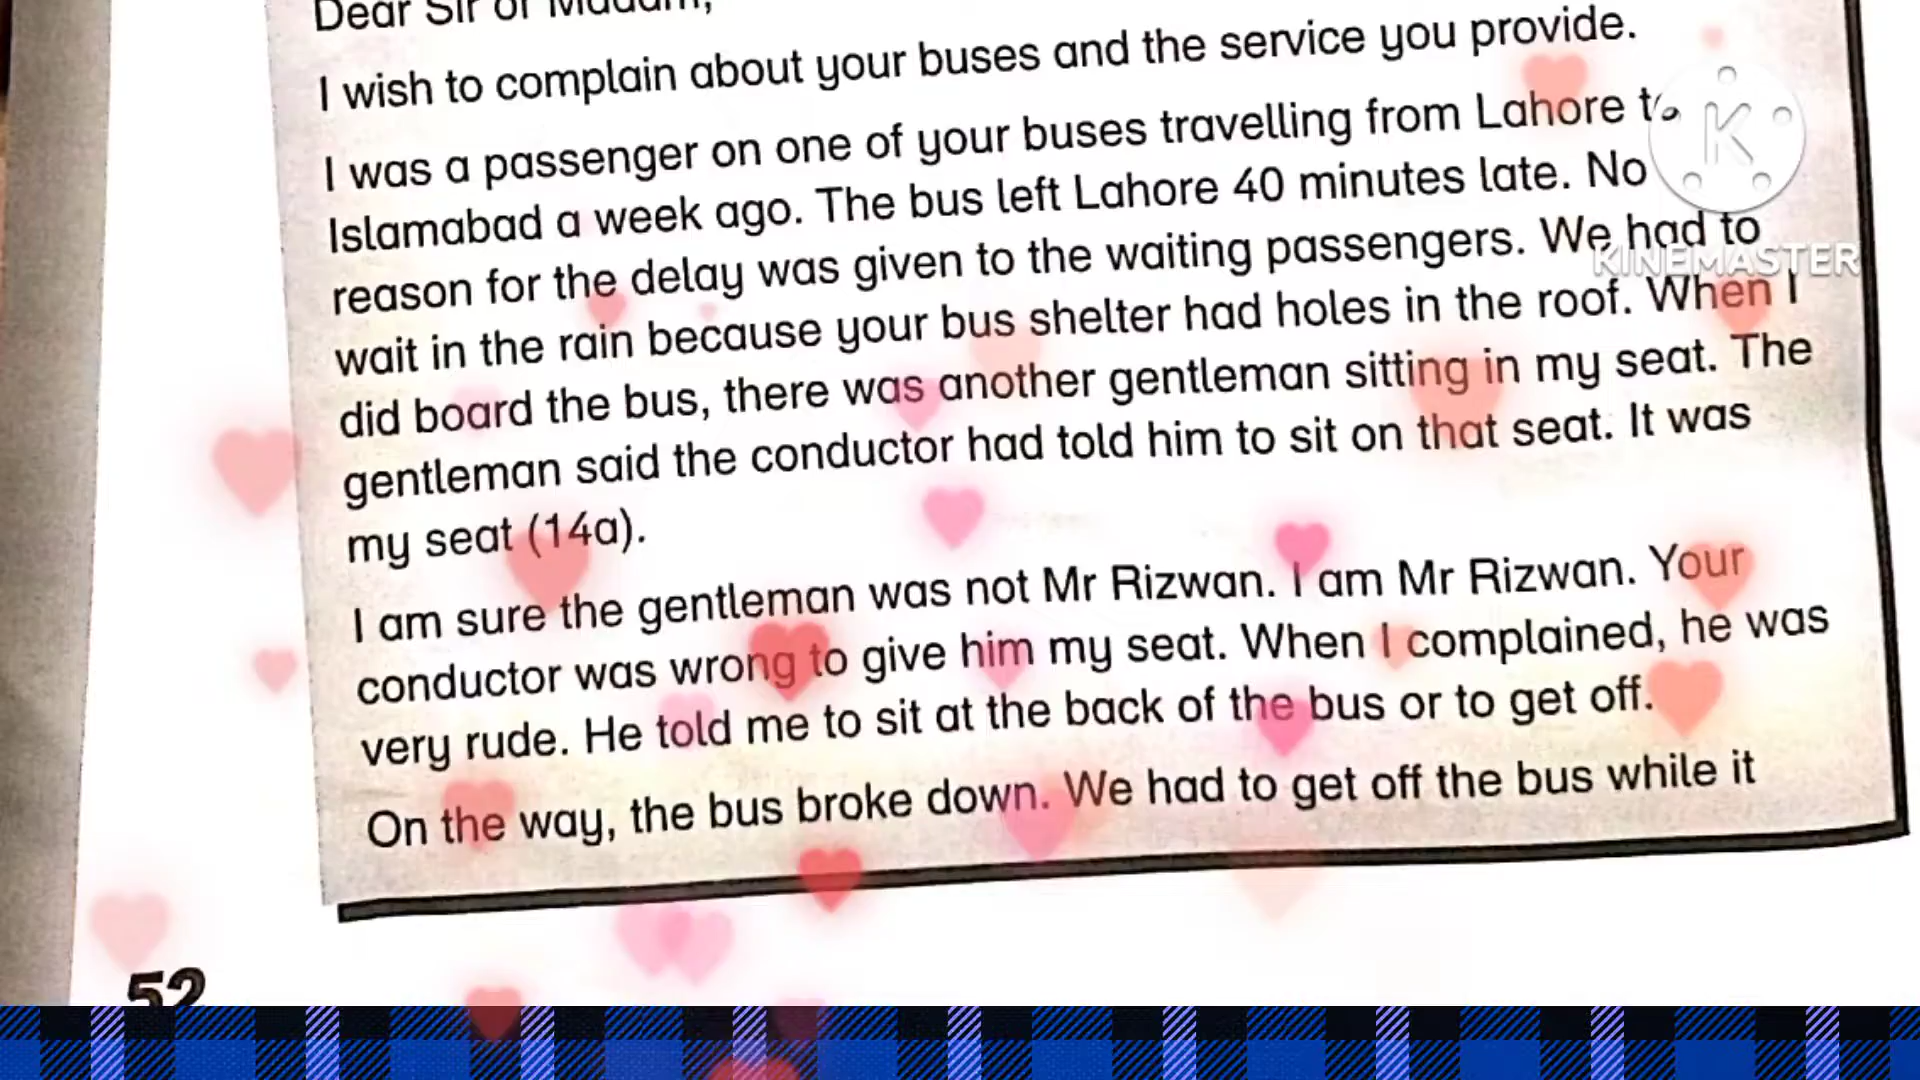 Dear Sir or Madam,
I wish to complain about your buses and the service you provide.
I was a passenger on one of your buses travelling from Lahore to
Islamabad a week ago. The bus left Lahore 40 minutes late. No
reason for the delay was given to the waiting passengers. We had to
wait in the rain because your bus shelter had holes in the roof. When I
did board the bus, there was another gentleman sitting in my seat. The
gentleman said the conductor had told him to sit on that seat. It was
my seat (14a).
I am sure the gentleman was not Mr Rizwan. I am Mr Rizwan. Your
conductor was wrong to give him my seat. When I complained, he was
very rude. He told me to sit at the back of the bus or to get off.
On the way, the bus broke down. We had to get off the bus while it
52
K
KINEMASTER